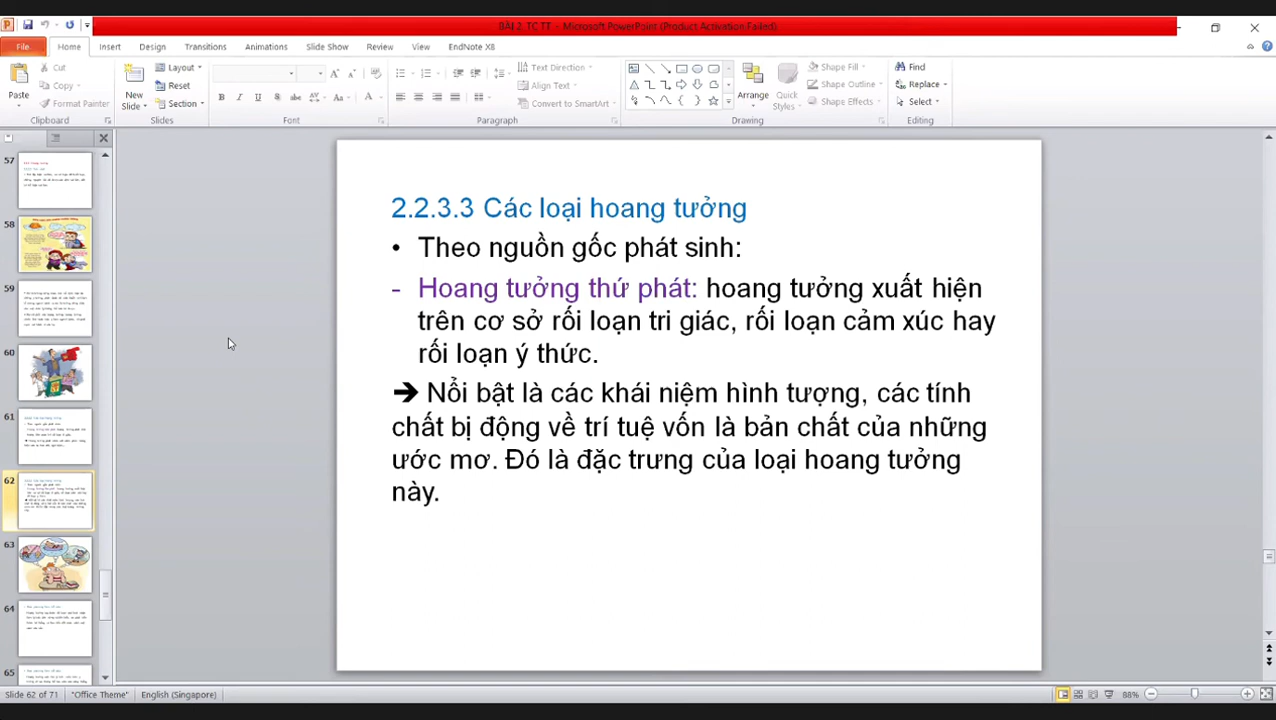 BÀI 2. TC TT - Microsoft PowerPoint (Product Activation Failed)
File Home Insert Design Transitions Animations Slide Show Review View EndNote X8
Paste
Cut
Copy
Format Painter
Clipboard
New
Slide
Layout
Reset
Section
Slides
Font
Text Direction
Align Text
Convert to SmartArt
Paragraph
Arrange
Quick
Styles
Shape Fill
Shape Outline
Shape Effects
Drawing
Find
Replace
Select
Editing
57
58
59
60
61
62
63
64
65
2.2.3.3 Các loại hoang tưởng
• Theo nguồn gốc phát sinh:
- Hoang tưởng thứ phát: hoang tưởng xuất hiện
trên cơ sở rối loạn tri giác, rối loạn cảm xúc hay
rối loạn ý thức.
➔ Nổi bật là các khái niệm hình tượng, các tính
chất bị động về trí tuệ vốn là bản chất của những
ước mơ. Đó là đặc trưng của loại hoang tưởng
này.
Slide 62 of 71 "Office Theme" English (Singapore) 88%